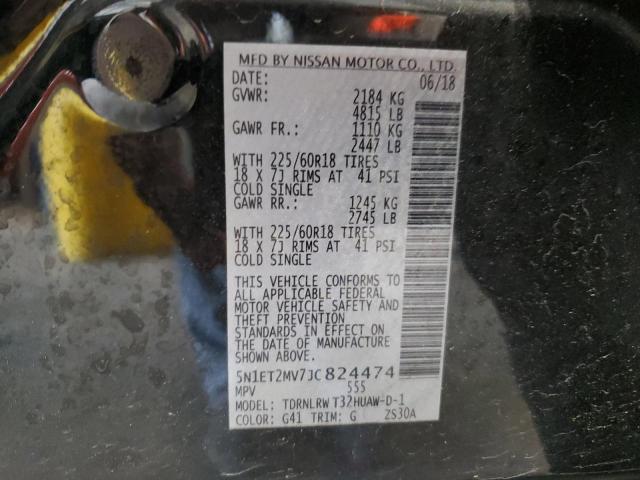 MFD BY NISSAN MOTOR CO., LTD.
DATE: 06/18
GVWR: 2184 KG
4815 LB
GAWR FR.: 1110 KG
2447 LB
WITH 225/60R18 TIRES
18 X 7J RIMS AT 41 PSI
COLD SINGLE
GAWR RR.: 1245 KG
2745 LB
WITH 225/60R18 TIRES
18 X 7J RIMS AT 41 PSI
COLD SINGLE
THIS VEHICLE CONFORMS TO
ALL APPLICABLE FEDERAL
MOTOR VEHICLE SAFETY AND
THEFT PREVENTION
STANDARDS IN EFFECT ON
THE DATE OF MANUFACTURE
SHOWN ABOVE.
5N1ET2MV7JC824474
MPV 555
MODEL: TDRNLRW T32HUAW-D-1
COLOR: G41 TRIM: G ZS30A